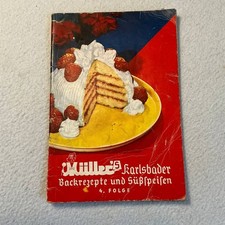 Müller's Karlsbader
Backrezepte und Süßspeisen
4. FOLGE